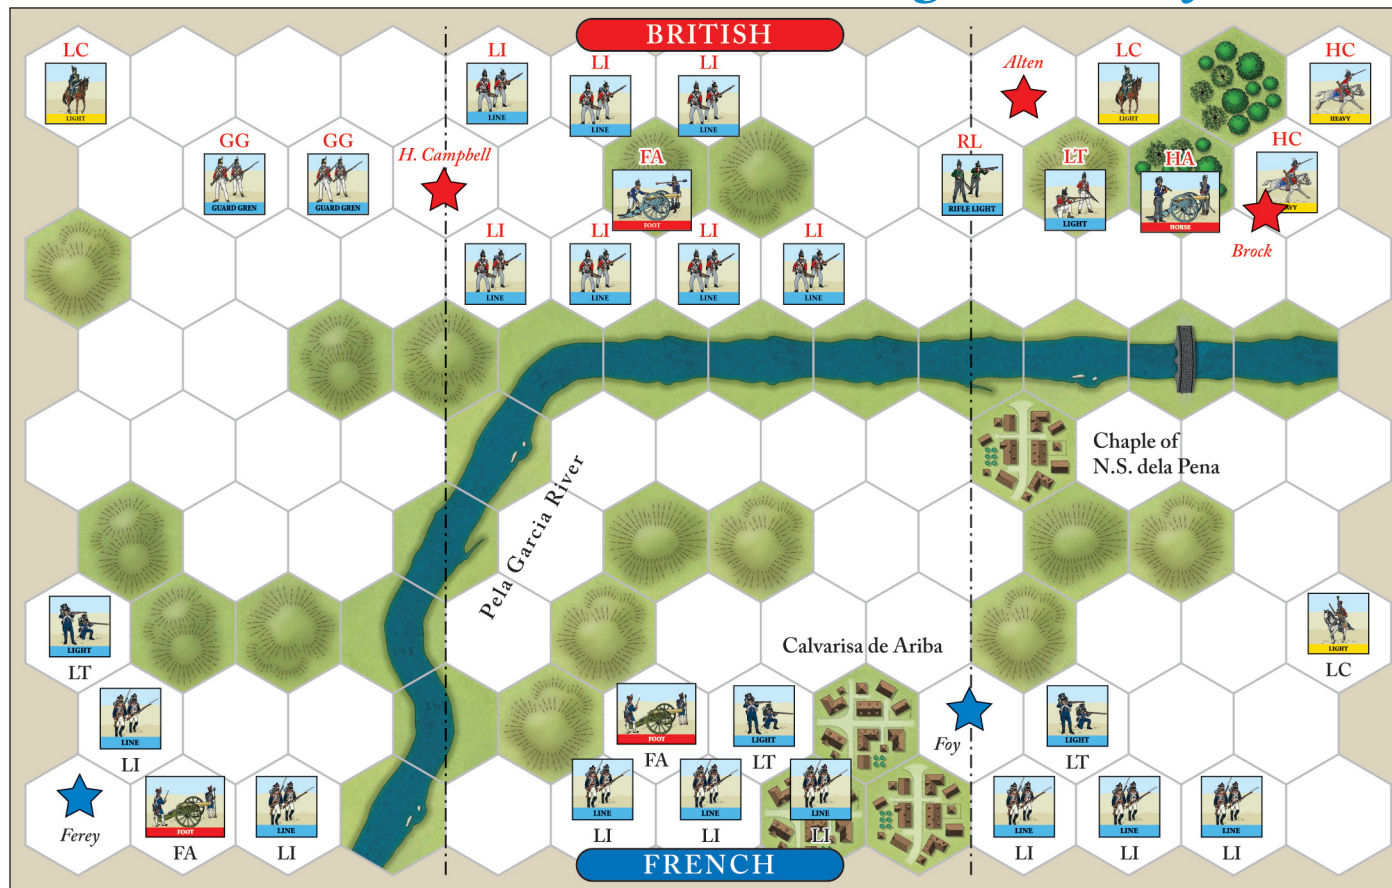 BRITISH
LC
LI
LI
LI
Alten
LC
HC
LIGHT
LINE
LINE
LINE
LIGHT
HEAVY
GG
GG
H. Campbell
FA
RL
LT
HA
HC
GUARD GREN
GUARD GREN
FOOT
RIFLE LIGHT
LIGHT
HORSE
AVY
LI
LI
LI
LI
Brock
LINE
LINE
LINE
LINE
Chaple of
N.S. dela Pena
Pela Garcia River
LIGHT
LT
Calvarisa de Ariba
LIGHT
LC
LINE
LI
FOOT
FA
LIGHT
LT
Foy
LIGHT
LT
Ferey
FOOT
FA
LINE
LI
LINE
LI
LINE
LI
LINE
LI
LINE
LI
LINE
LI
LINE
LI
FRENCH